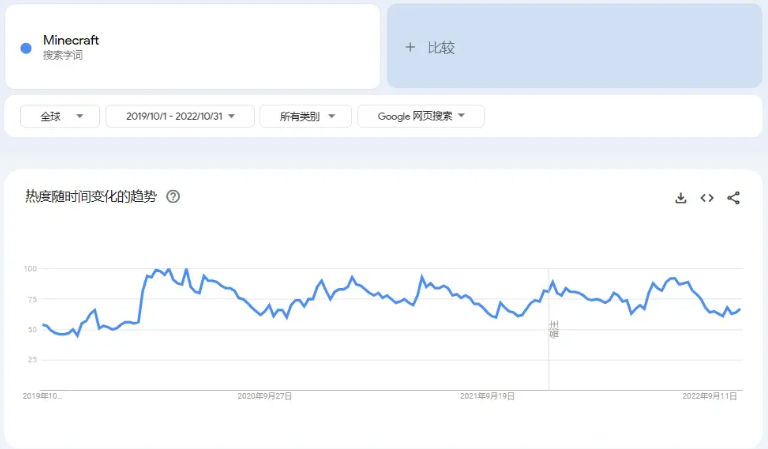 Minecraft
搜索字词
+ 比较
全球
2019/10/1 - 2022/10/31
所有类别
Google 网页搜索
热度随时间变化的趋势
100
75
50
25
备注
2019年10...
2020年9月27日
2021年9月19日
2022年9月11日